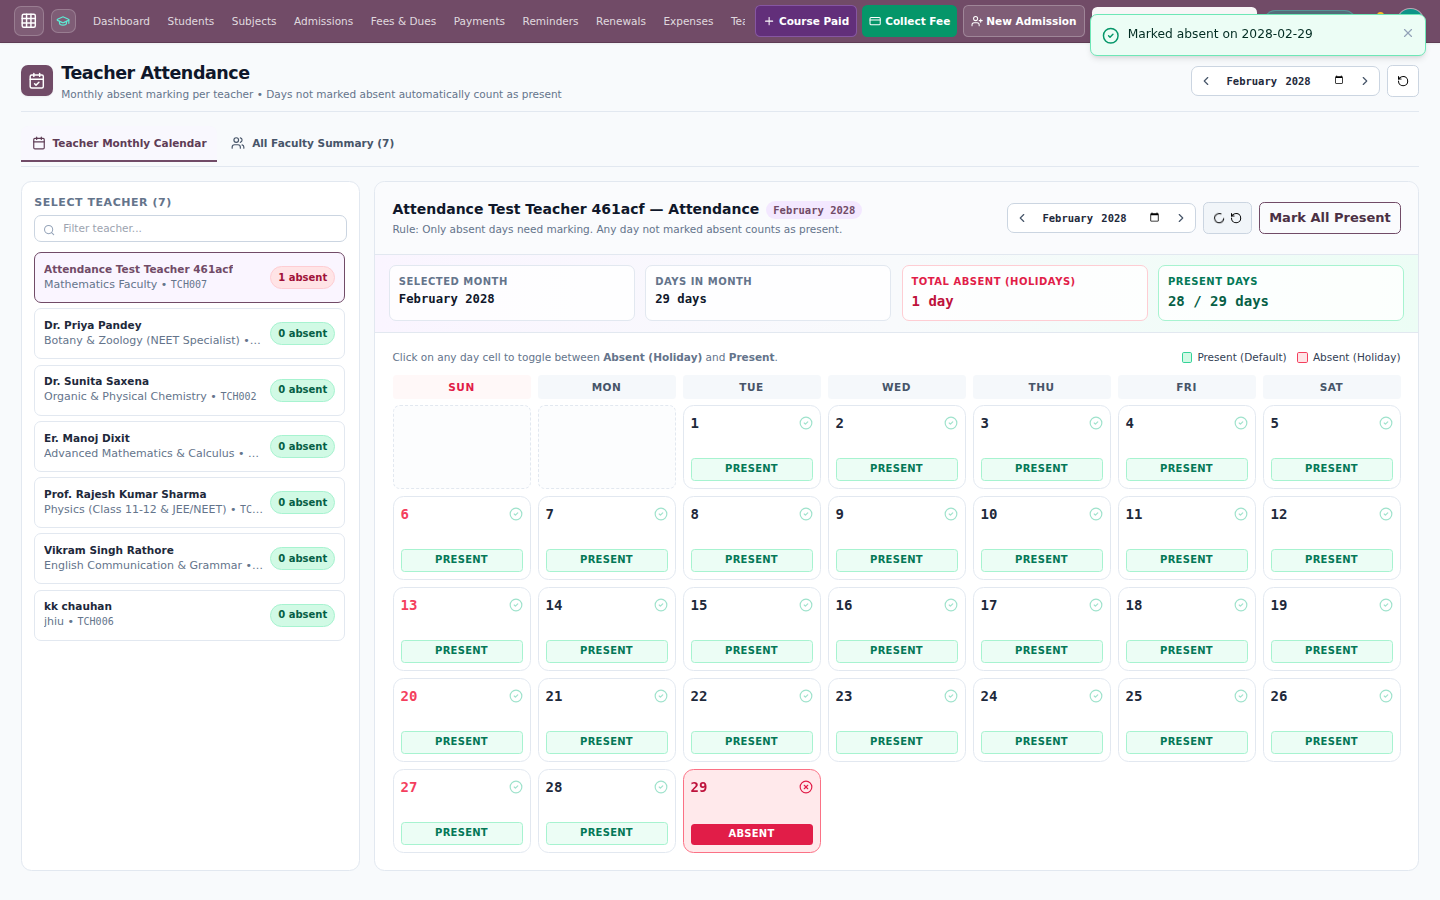 Dashboard Students Subjects Admissions Fees & Dues Payments Reminders Renewals Expenses Tea Course Paid Collect Fee New Admission
Marked absent on 2028-02-29
Teacher Attendance
Monthly absent marking per teacher • Days not marked absent automatically count as present
February 2028
Teacher Monthly Calendar
All Faculty Summary (7)
SELECT TEACHER (7)
Filter teacher...
Attendance Test Teacher 461acf
Mathematics Faculty • TCH007
1 absent
Dr. Priya Pandey
Botany & Zoology (NEET Specialist) •...
0 absent
Dr. Sunita Saxena
Organic & Physical Chemistry • TCH002
0 absent
Er. Manoj Dixit
Advanced Mathematics & Calculus • ...
0 absent
Prof. Rajesh Kumar Sharma
Physics (Class 11-12 & JEE/NEET) • TC...
0 absent
Vikram Singh Rathore
English Communication & Grammar •...
0 absent
kk chauhan
jhiu • TCH006
0 absent
Attendance Test Teacher 461acf — Attendance February 2028
Rule: Only absent days need marking. Any day not marked absent counts as present.
February 2028
Mark All Present
SELECTED MONTH
February 2028
DAYS IN MONTH
29 days
TOTAL ABSENT (HOLIDAYS)
1 day
PRESENT DAYS
28 / 29 days
Click on any day cell to toggle between Absent (Holiday) and Present.
Present (Default) Absent (Holiday)
SUN MON TUE WED THU FRI SAT
1 2 3 4 5
PRESENT PRESENT PRESENT PRESENT PRESENT
6 7 8 9 10 11 12
PRESENT PRESENT PRESENT PRESENT PRESENT PRESENT PRESENT
13 14 15 16 17 18 19
PRESENT PRESENT PRESENT PRESENT PRESENT PRESENT PRESENT
20 21 22 23 24 25 26
PRESENT PRESENT PRESENT PRESENT PRESENT PRESENT PRESENT
27 28 29
PRESENT PRESENT ABSENT